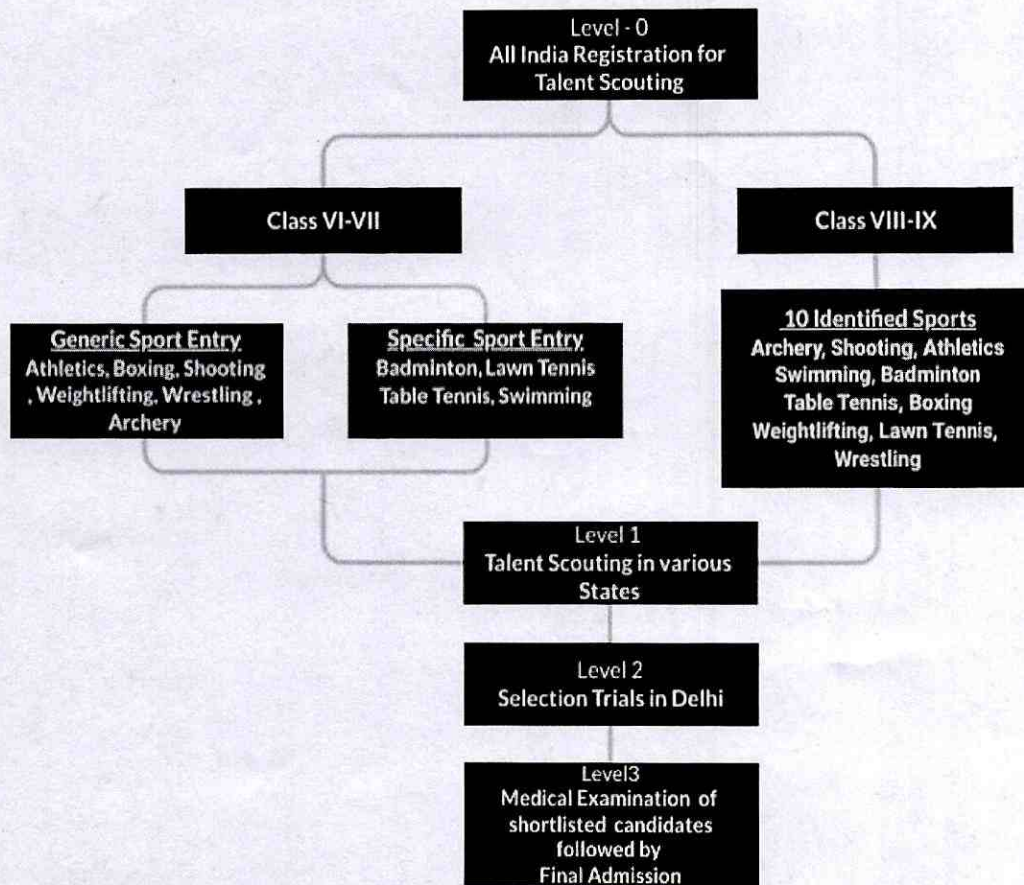 Level - 0
All India Registration for
Talent Scouting
Class VI-VII
Class VIII-IX
Generic Sport Entry
Athletics, Boxing, Shooting
, Weightlifting, Wrestling ,
Archery
Specific Sport Entry
Badminton, Lawn Tennis
Table Tennis, Swimming
10 Identified Sports
Archery, Shooting, Athletics
Swimming, Badminton
Table Tennis, Boxing
Weightlifting, Lawn Tennis,
Wrestling
Level 1
Talent Scouting in various
States
Level 2
Selection Trials in Delhi
Level3
Medical Examination of
shortlisted candidates
followed by
Final Admission